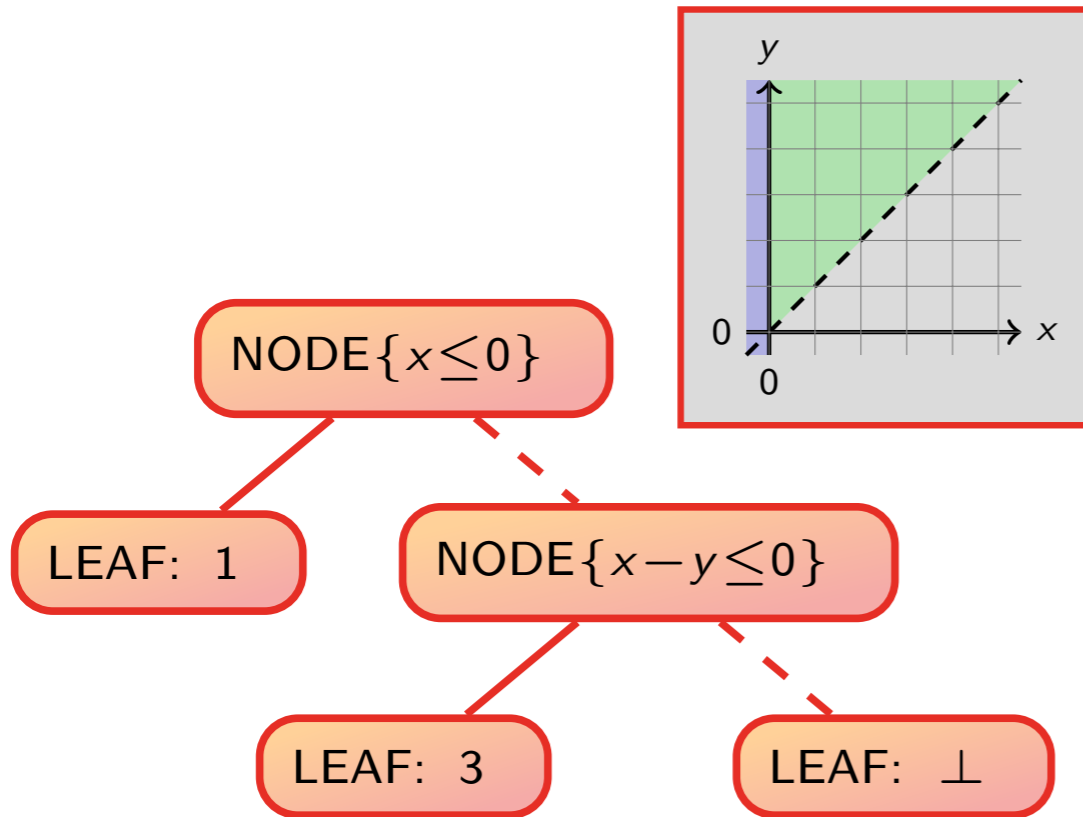 y
0
x
0
NODE{x≤0}
LEAF: 1
NODE{x−y≤0}
LEAF: 3
LEAF: ⊥